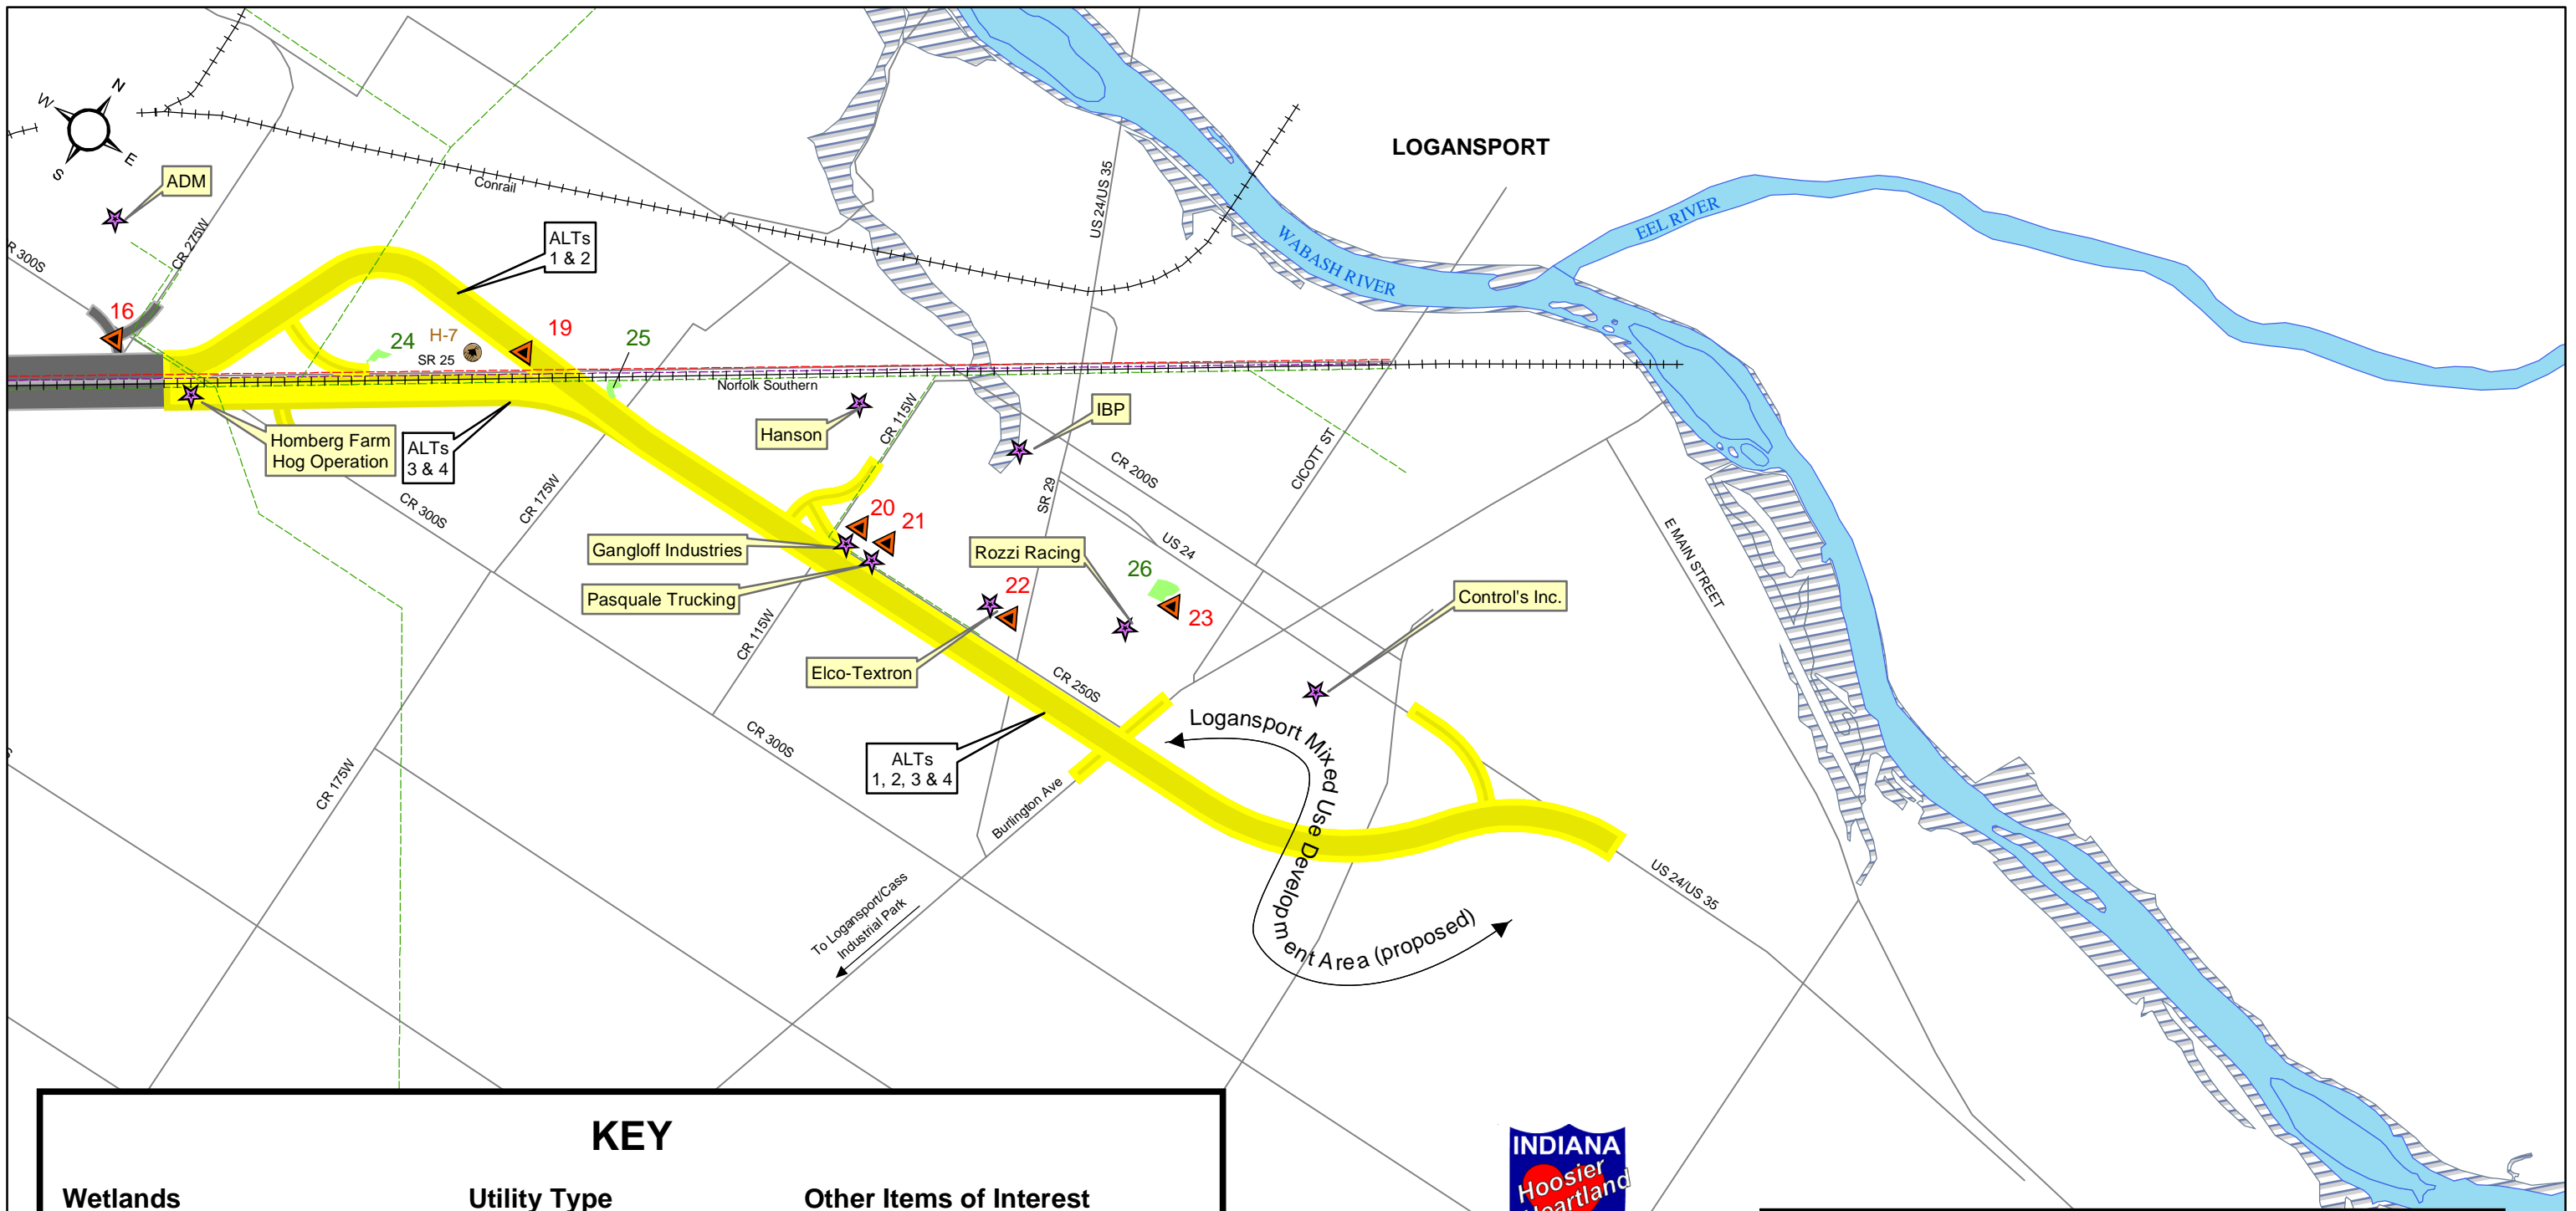 LOGANSPORT
N
W
E
S
ADM
Conrail
CR 275W
ALTs
1 & 2
US 24/US 35
WABASH RIVER
EEL RIVER
R 300S
16
24
H-7
SR 25
19
25
Norfolk Southern
Homberg Farm
Hog Operation
ALTs
3 & 4
Hanson
CR 115W
IBP
CR 200S
CICOTT ST
CR 300S
CR 175W
SR 29
20
21
Gangloff Industries
Pasquale Trucking
Rozzi Racing
US 24
26
22
23
E MAIN STREET
Control's Inc.
CR 115W
Elco-Textron
CR 250S
CR 300S
CR 175W
ALTs
1, 2, 3 & 4
Burlington Ave
Logansport Mixed Use Development Area (proposed)
US 24/US 35
To Logansport/Cass
Industrial Park
KEY
Wetlands
Utility Type
Other Items of Interest
INDIANA
Hoosier
Heartland